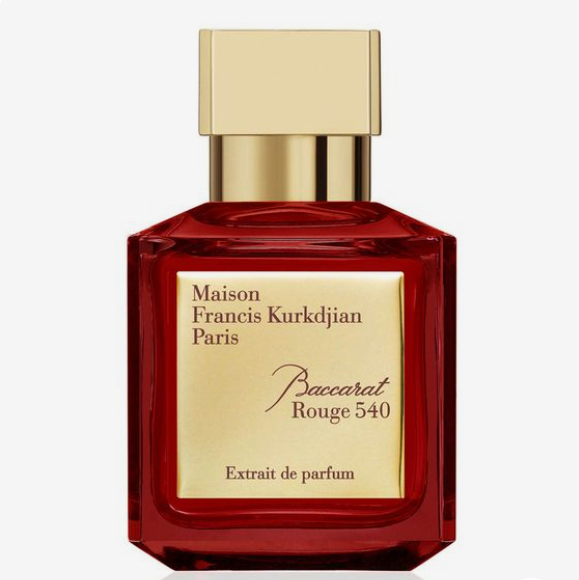 Maison
Francis Kurkdjian
Paris
Baccarat
Rouge 540
Extrait de parfum